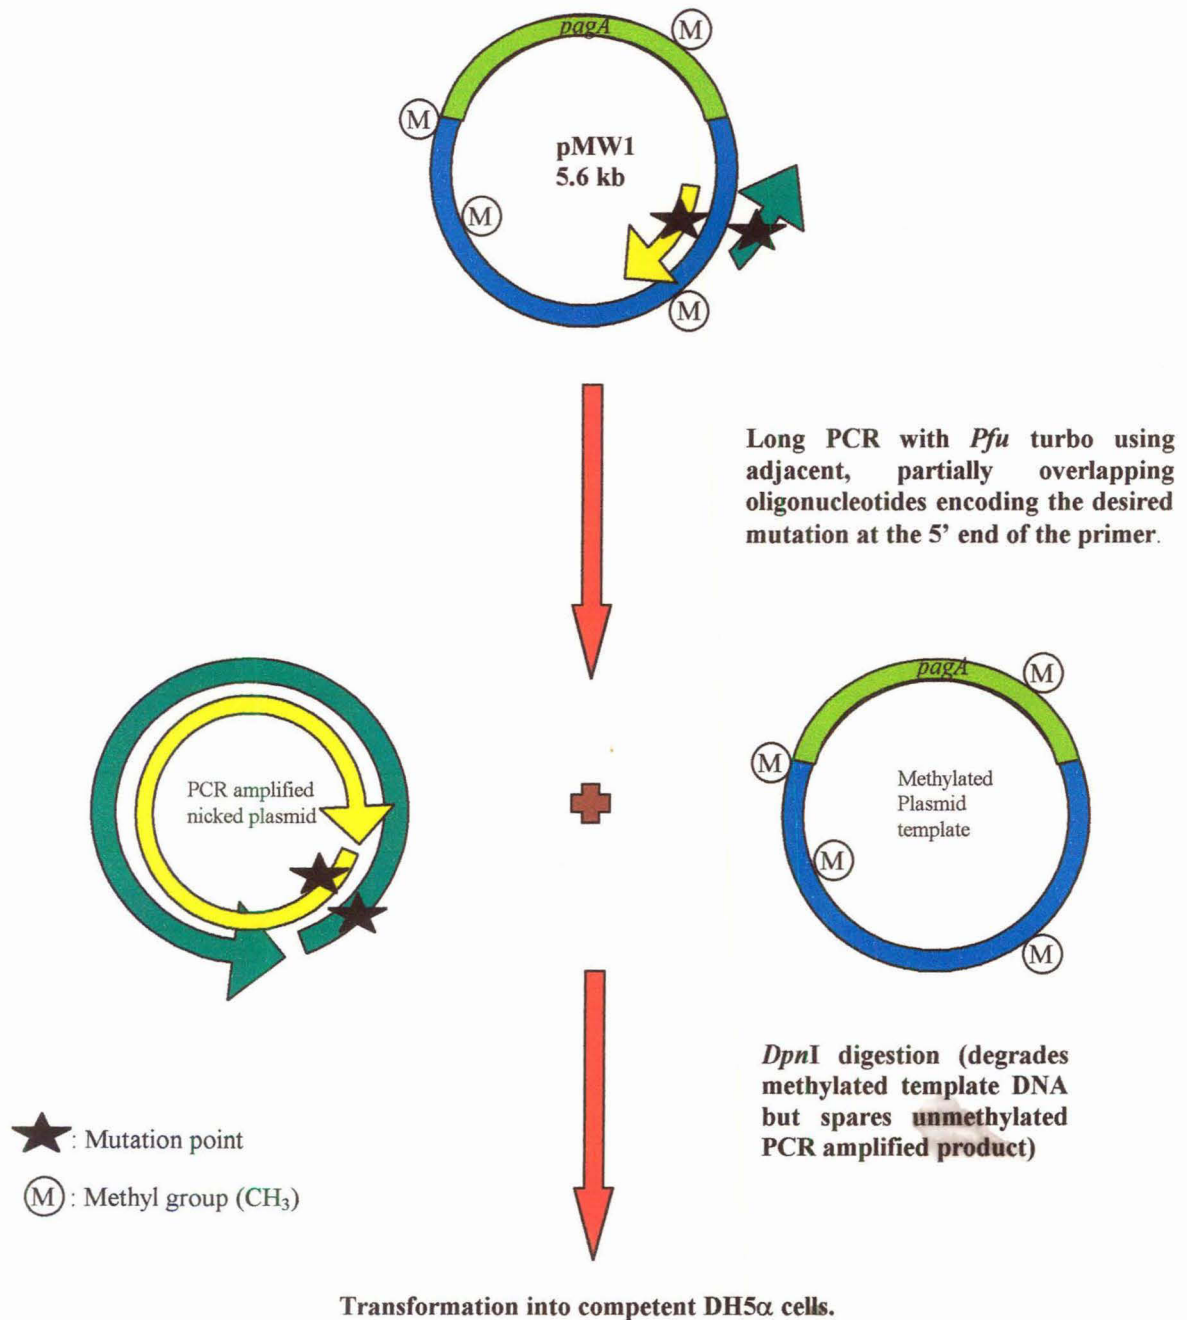 pagA
M
M
pMW1
5.6 kb
M
M
Long PCR with Pfu turbo using
adjacent, partially overlapping
oligonucleotides encoding the desired
mutation at the 5’ end of the primer.
pagA
M
M
PCR amplified
nicked plasmid
Methylated
Plasmid
template
M
M
DpnI digestion (degrades
methylated template DNA
but spares unmethylated
PCR amplified product)
: Mutation point
M : Methyl group (CH₃)
Transformation into competent DH5α cells.